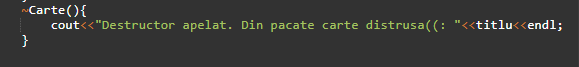 ~Carte(){
cout<<"Destructor apelat. Din pacate carte distrusa((: "<<titlu<<endl;
}